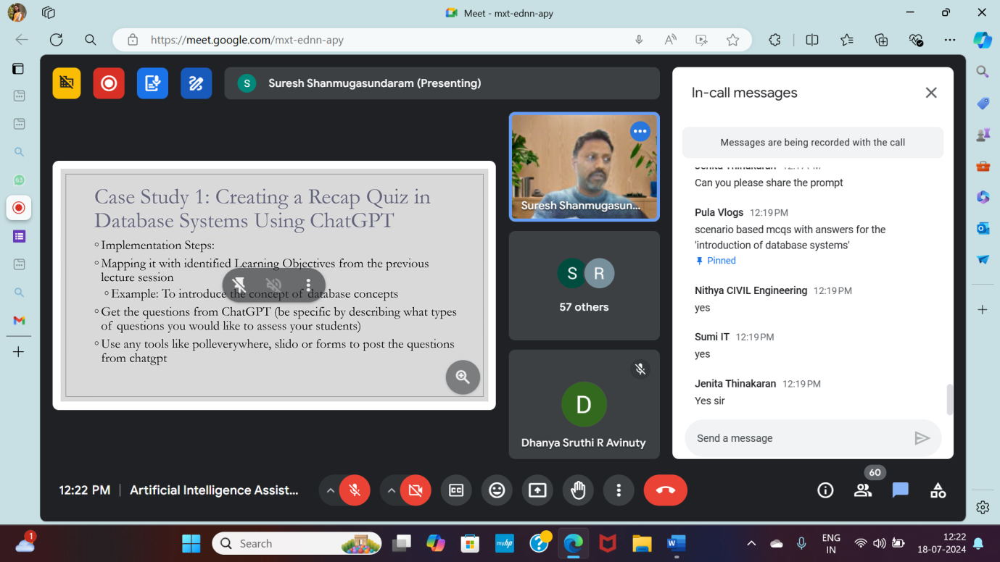 Meet - mxt-ednn-apy
https://meet.google.com/mxt-ednn-apy
S
Suresh Shanmugasundaram (Presenting)
Case Study 1: Creating a Recap Quiz in
Database Systems Using ChatGPT
Implementation Steps:
Mapping it with identified Learning Objectives from the previous
lecture session
Example: To introduce the concept of database concepts
Get the questions from ChatGPT (be specific by describing what types
of questions you would like to assess your students)
Use any tools like polleverywhere, slido or forms to post the questions
from chatgpt
Suresh Shanmugasun...
S R
57 others
D
Dhanya Sruthi R Avinuty
In-call messages
Messages are being recorded with the call
Jenita Thinakaran 12:19 PM
Can you please share the prompt
Pula Vlogs 12:19 PM
scenario based mcqs with answers for the
'introduction of database systems'
Pinned
Nithya CIVIL Engineering 12:19 PM
yes
Sumi IT 12:19 PM
yes
Jenita Thinakaran 12:19 PM
Yes sir
Send a message
12:22 PM | Artificial Intelligence Assist...
60
1
Search
myhp
ENG
IN
12:22
18-07-2024